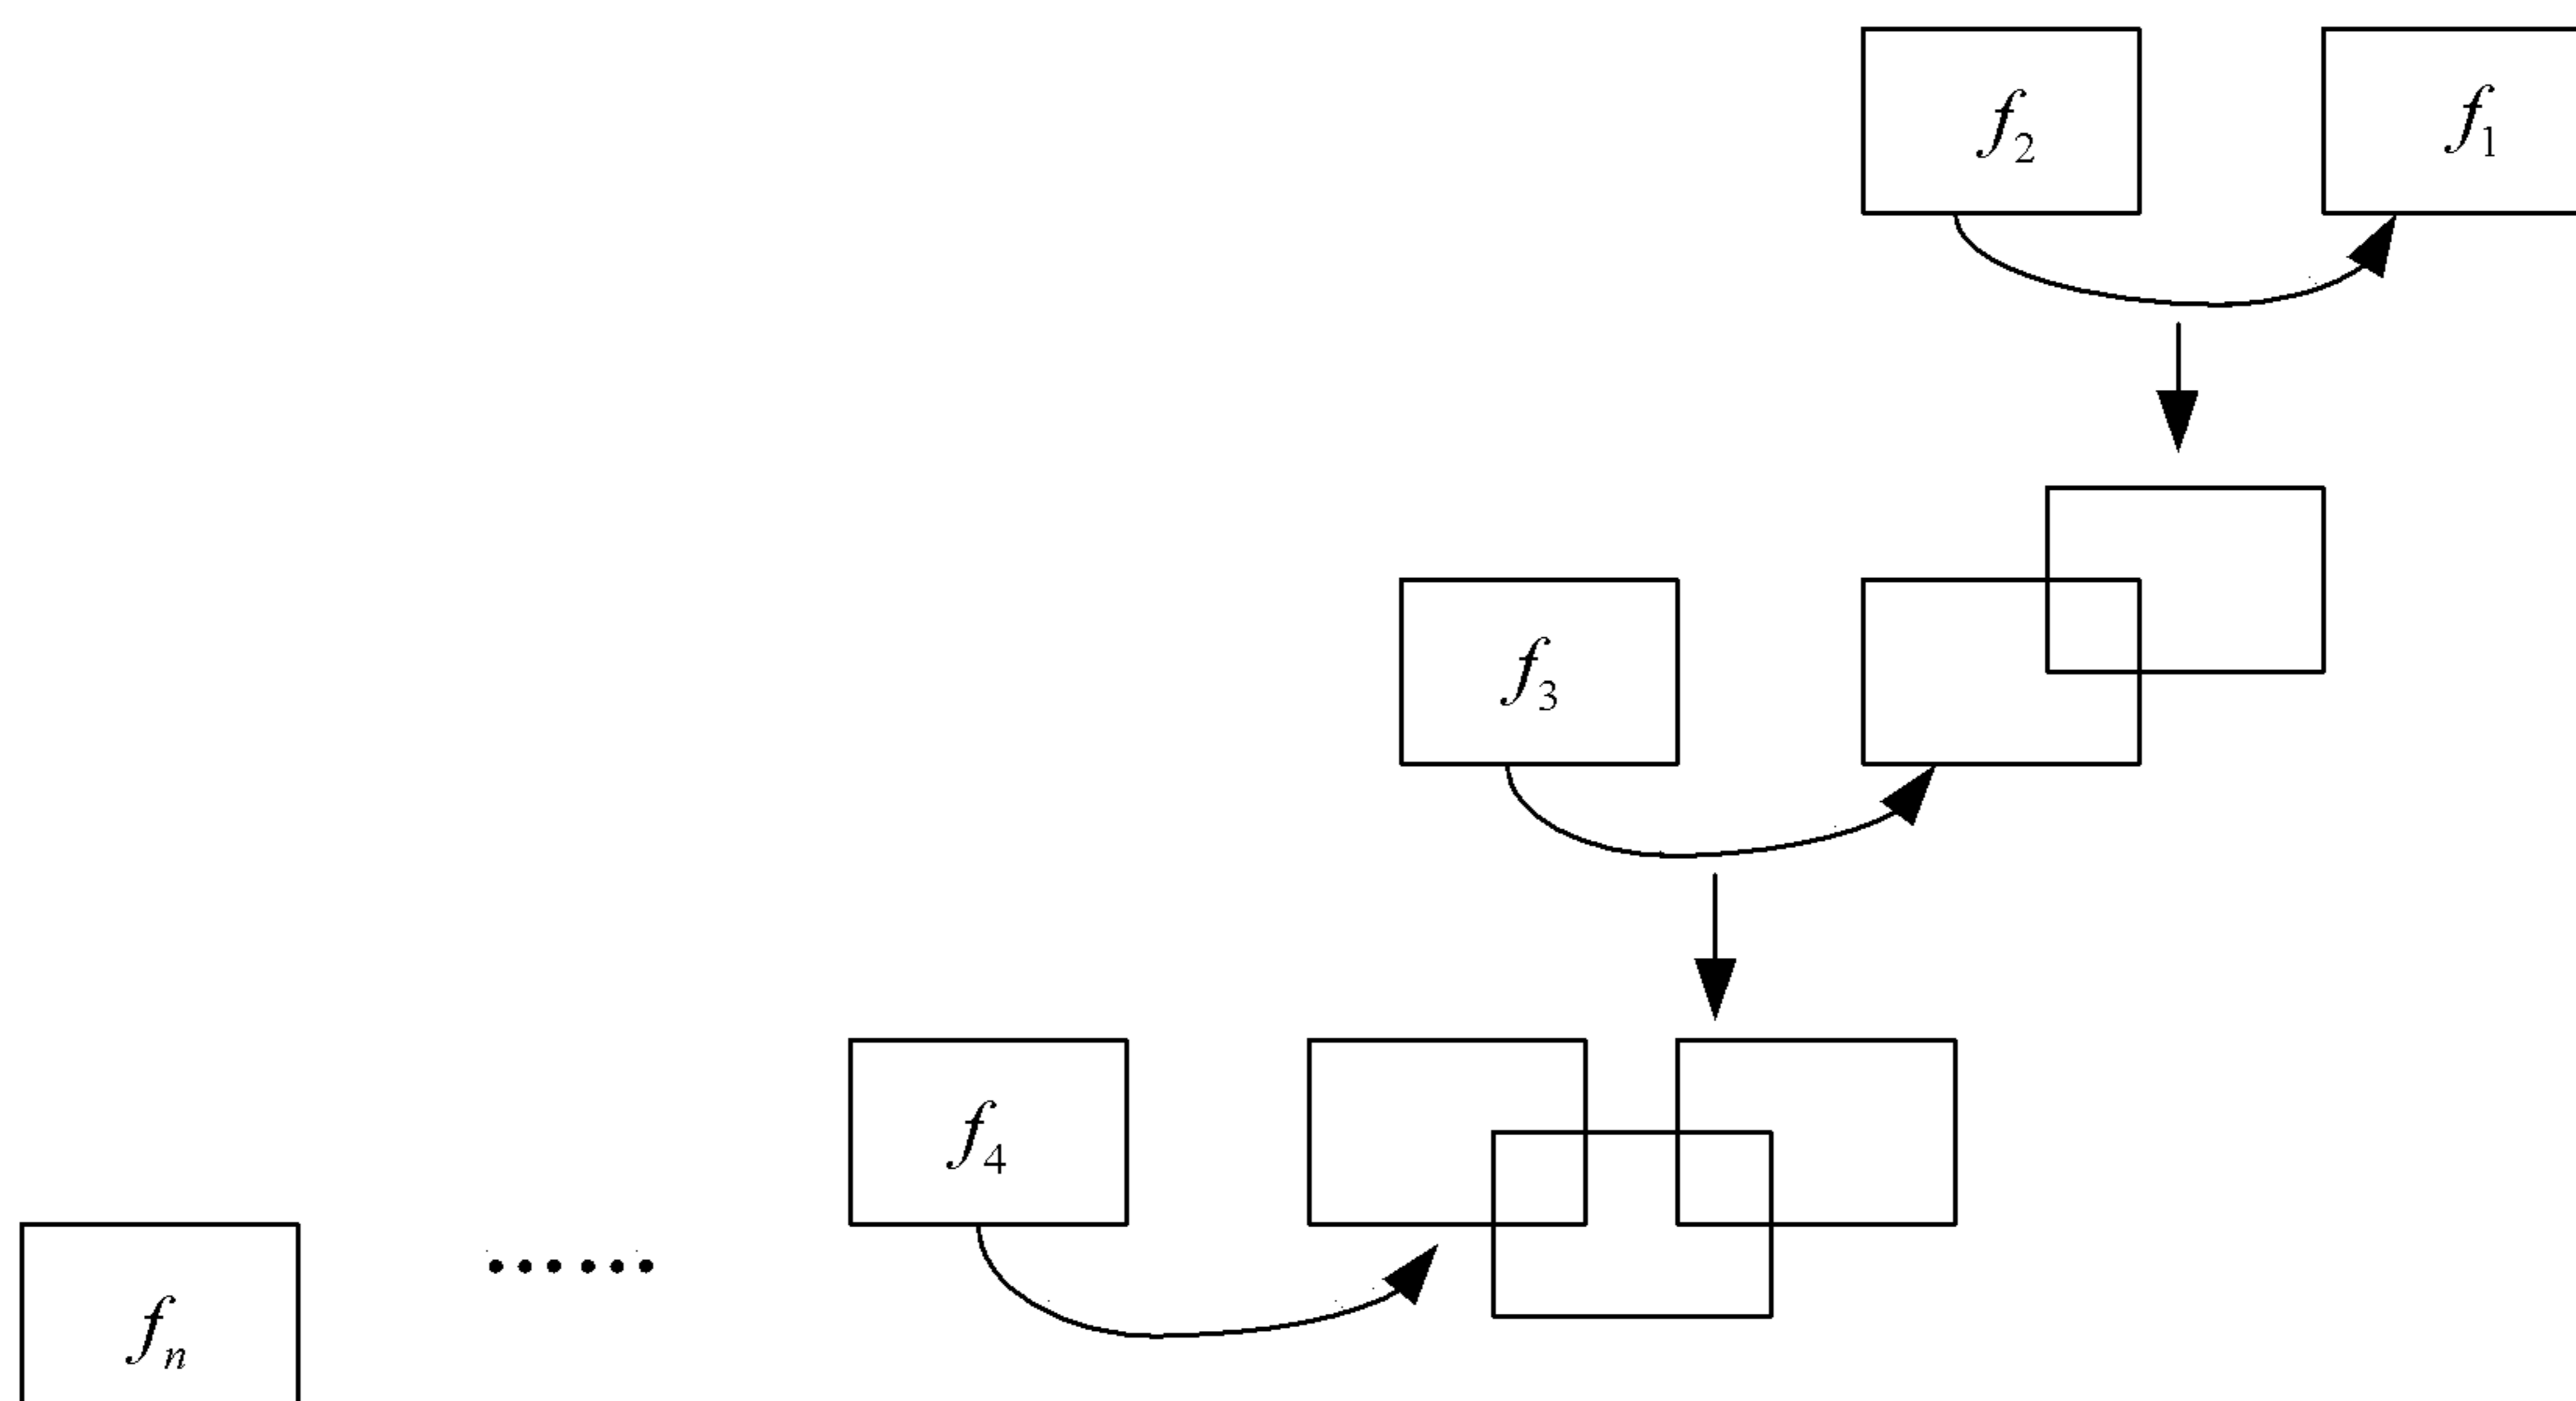 f₂ f₁
f₃
f₄
...... 
fₙ